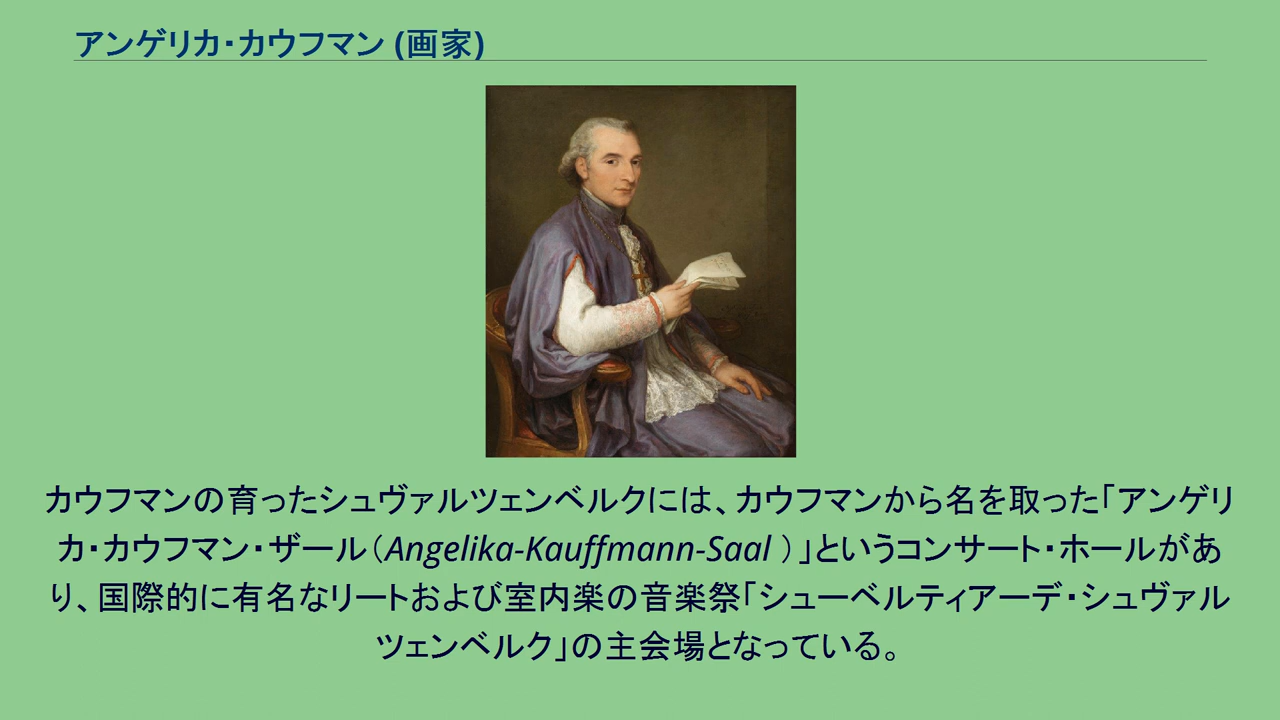 アンゲリカ・カウフマン (画家)
カウフマンの育ったシュヴァルツェンベルクには、カウフマンから名を取った「アンゲリ
カ・カウフマン・ザール（Angelika-Kauffmann-Saal ）」というコンサート・ホールがあ
り、国際的に有名なリートおよび室内楽の音楽祭「シューベルティアーデ・シュヴァル
ツェンベルク」の主会場となっている。